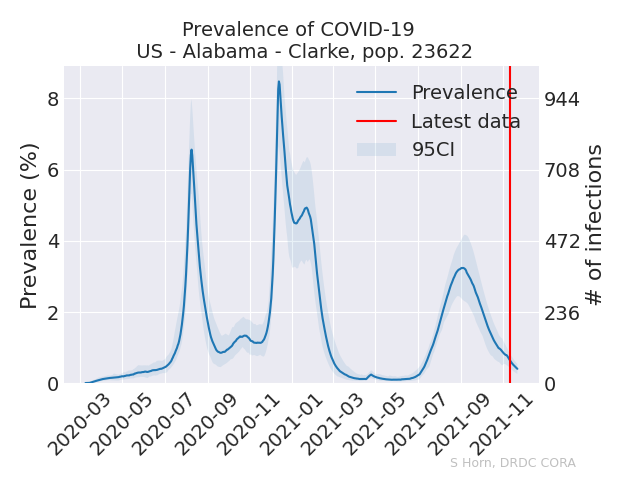 Prevalence of COVID-19
US - Alabama - Clarke, pop. 23622
Prevalence
Latest data
95CI
Prevalence (%)
8
6
4
2
0
944
708
472
236
0
# of infections
2020-03
2020-05
2020-07
2020-09
2020-11
2021-01
2021-03
2021-05
2021-07
2021-09
2021-11
S Horn, DRDC CORA